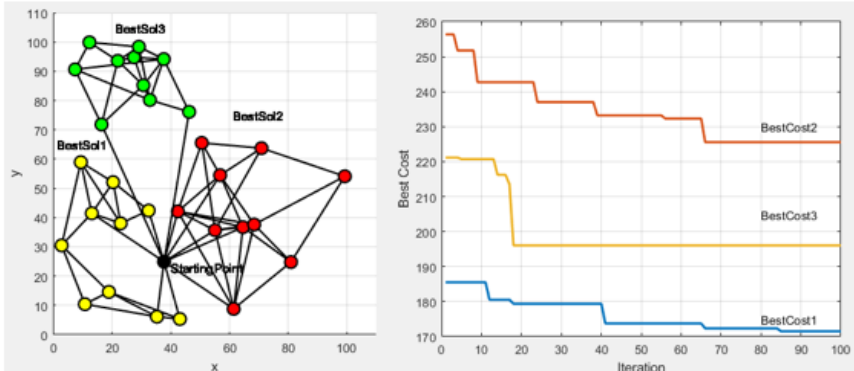 110
100
90
80
70
60
50
40
30
20
10
0
0 20 40 60 80 100
x
y
BestSol3
BestSol2
BestSol1
StartingPoint
260
250
240
230
220
210
200
190
180
170
0 10 20 30 40 50 60 70 80 90 100
Iteration
Best Cost
BestCost2
BestCost3
BestCost1